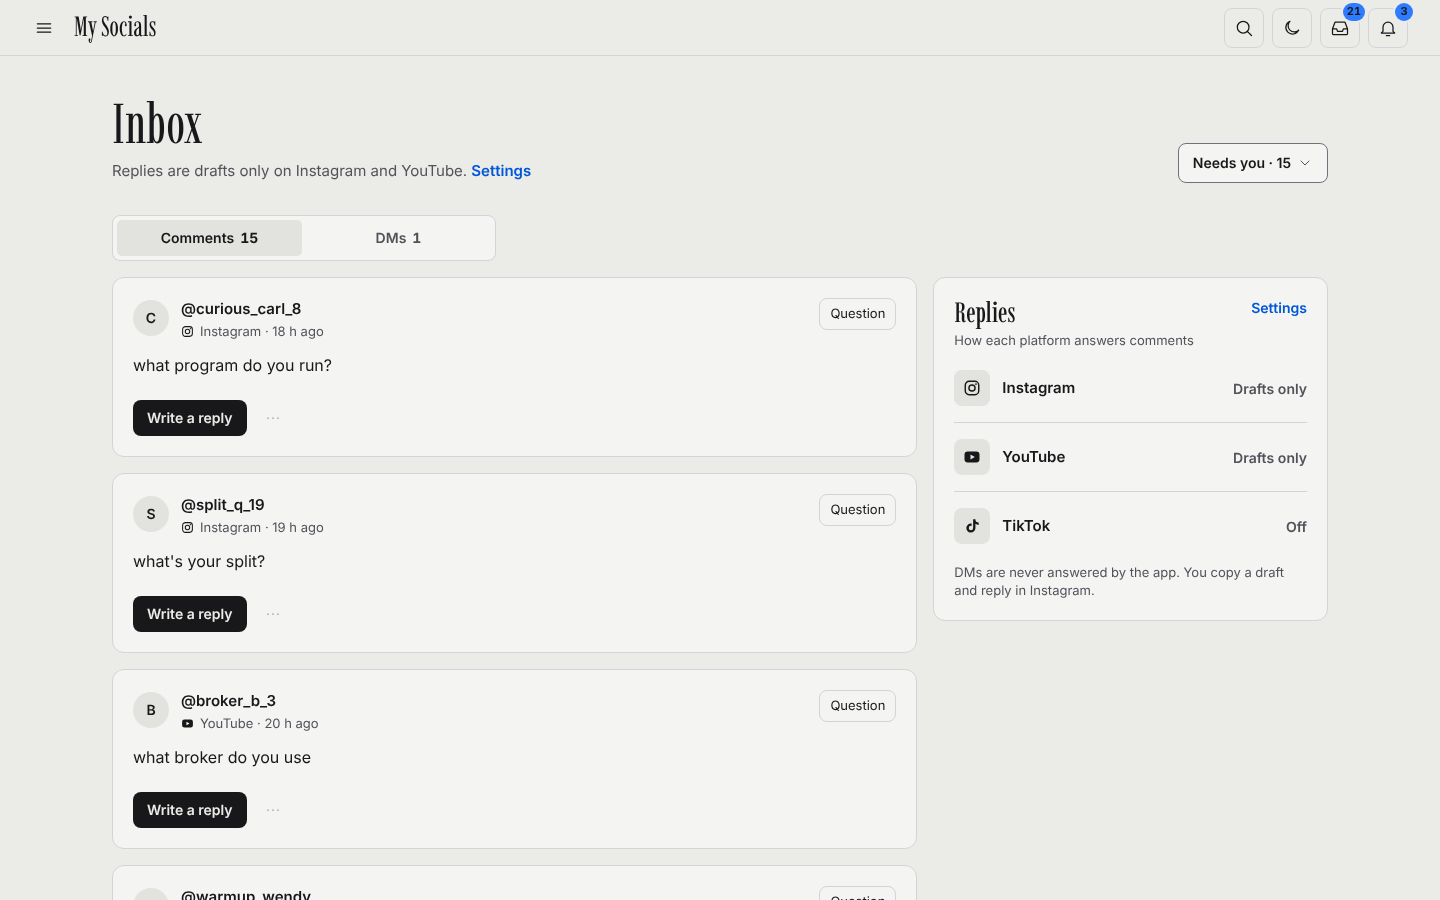 My Socials
21
3
Inbox
Replies are drafts only on Instagram and YouTube. Settings
Needs you · 15
Comments 15
DMs 1
C
@curious_carl_8
Instagram · 18 h ago
Question
what program do you run?
Write a reply
S
@split_q_19
Instagram · 19 h ago
Question
what's your split?
Write a reply
B
@broker_b_3
YouTube · 20 h ago
Question
what broker do you use
Write a reply
@warmup_wendy
Question
Replies
Settings
How each platform answers comments
Instagram
Drafts only
YouTube
Drafts only
TikTok
Off
DMs are never answered by the app. You copy a draft
and reply in Instagram.